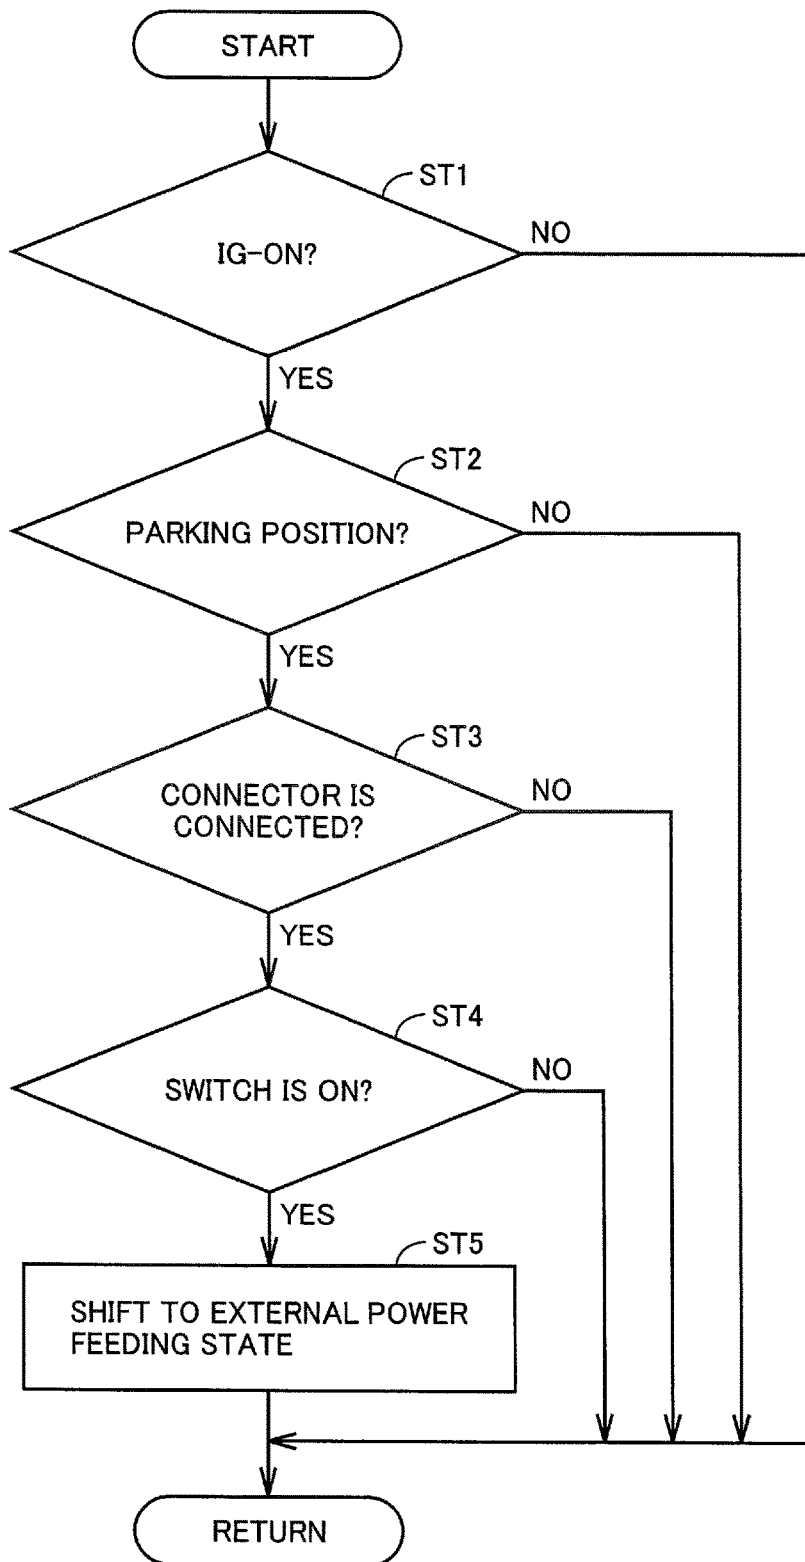 START
ST1
IG-ON?
NO
YES
ST2
PARKING POSITION?
NO
YES
ST3
CONNECTOR IS
CONNECTED?
NO
YES
ST4
SWITCH IS ON?
NO
YES
ST5
SHIFT TO EXTERNAL POWER
FEEDING STATE
RETURN